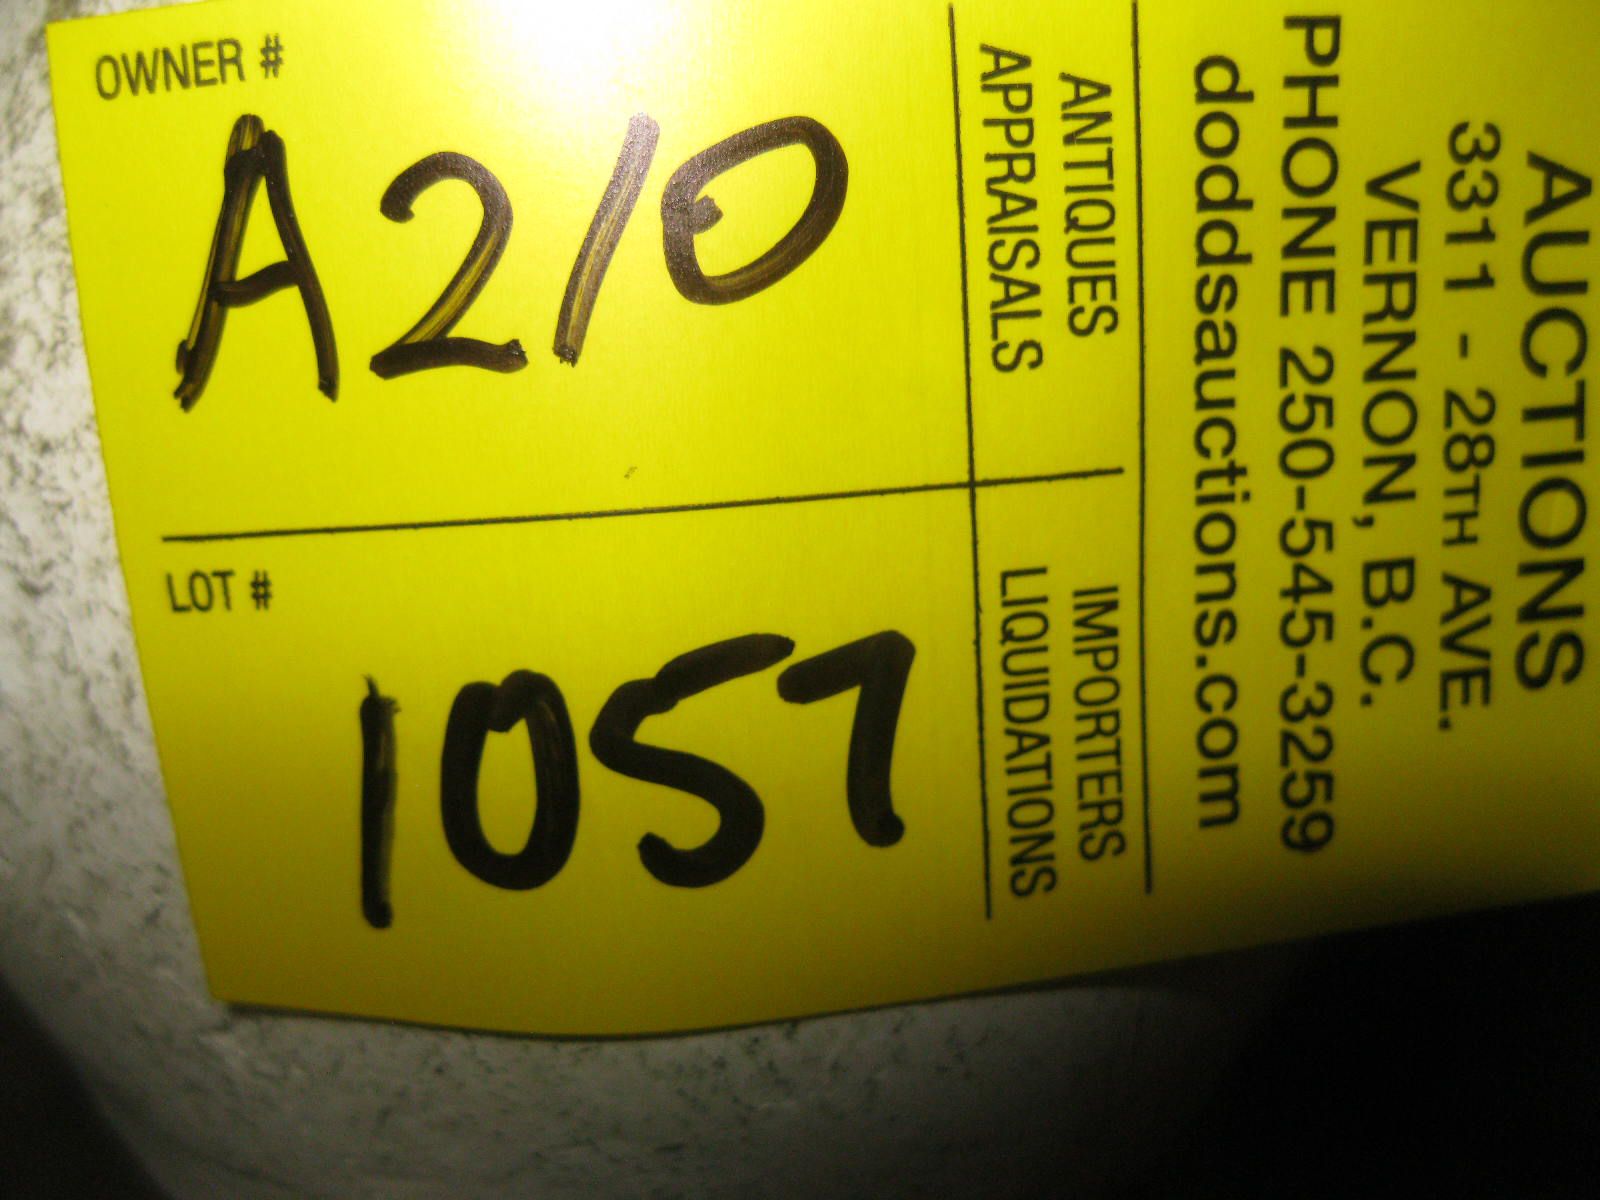 OWNER #
A210
LOT #
1057
AUCTIONS
3311 - 28TH AVE.
VERNON, B.C.
PHONE 250-545-3259
doddsauctions.com
ANTIQUES IMPORTERS
APPRAISALS LIQUIDATIONS